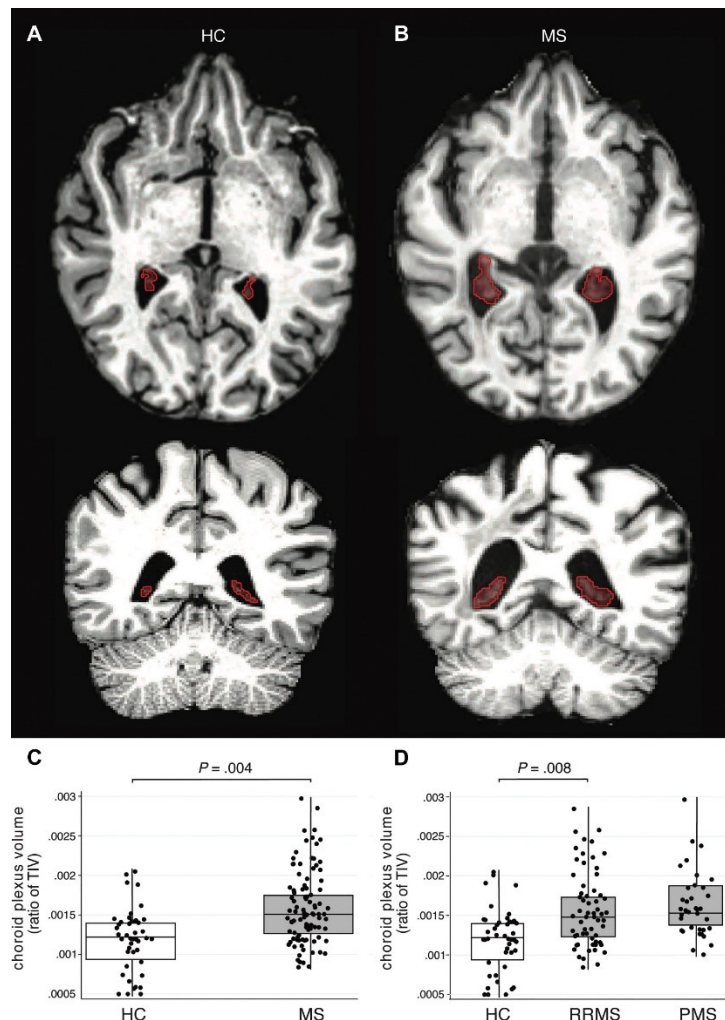 A
HC
B
MS
C
P = .004
choroid plexus volume
(ratio of TIV)
.003
.0025
.002
.0015
.001
.0005
HC
MS
D
P = .008
choroid plexus volume
(ratio of TIV)
.003
.0025
.002
.0015
.001
.0005
HC
RRMS
PMS